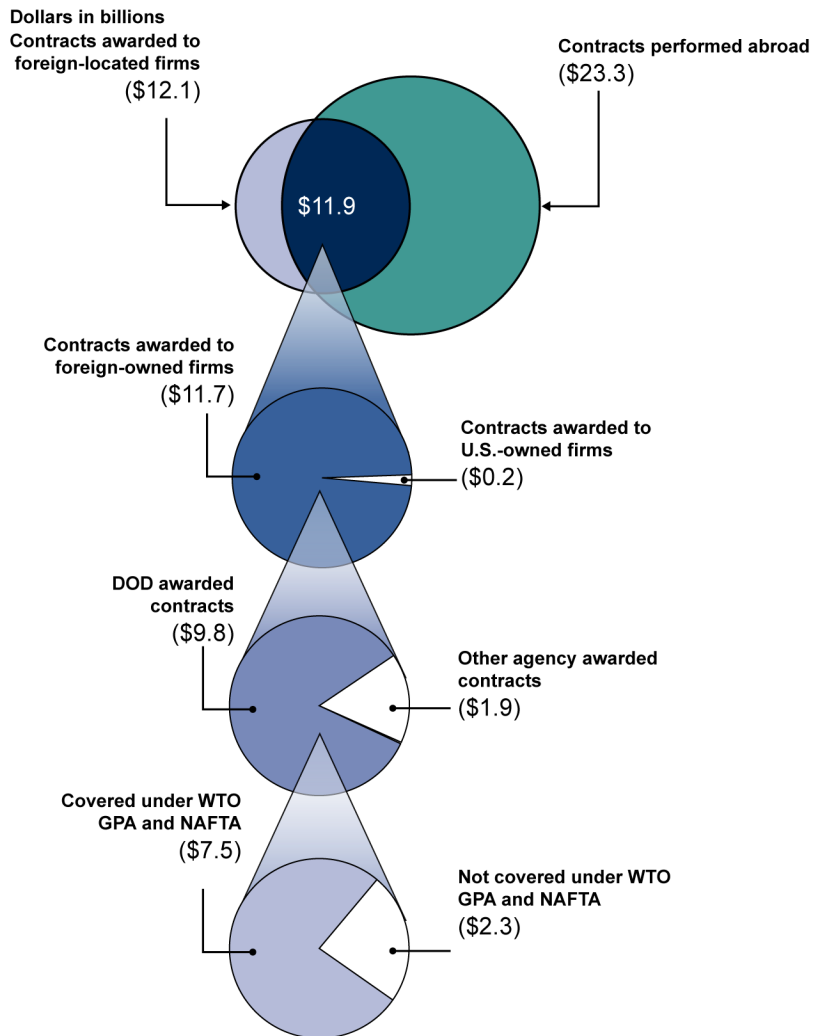 Dollars in billions
Contracts awarded to
foreign-located firms
($12.1)
Contracts performed abroad
($23.3)
$11.9
Contracts awarded to
foreign-owned firms
($11.7)
Contracts awarded to
U.S.-owned firms
($0.2)
DOD awarded
contracts
($9.8)
Other agency awarded
contracts
($1.9)
Covered under WTO
GPA and NAFTA
($7.5)
Not covered under WTO
GPA and NAFTA
($2.3)